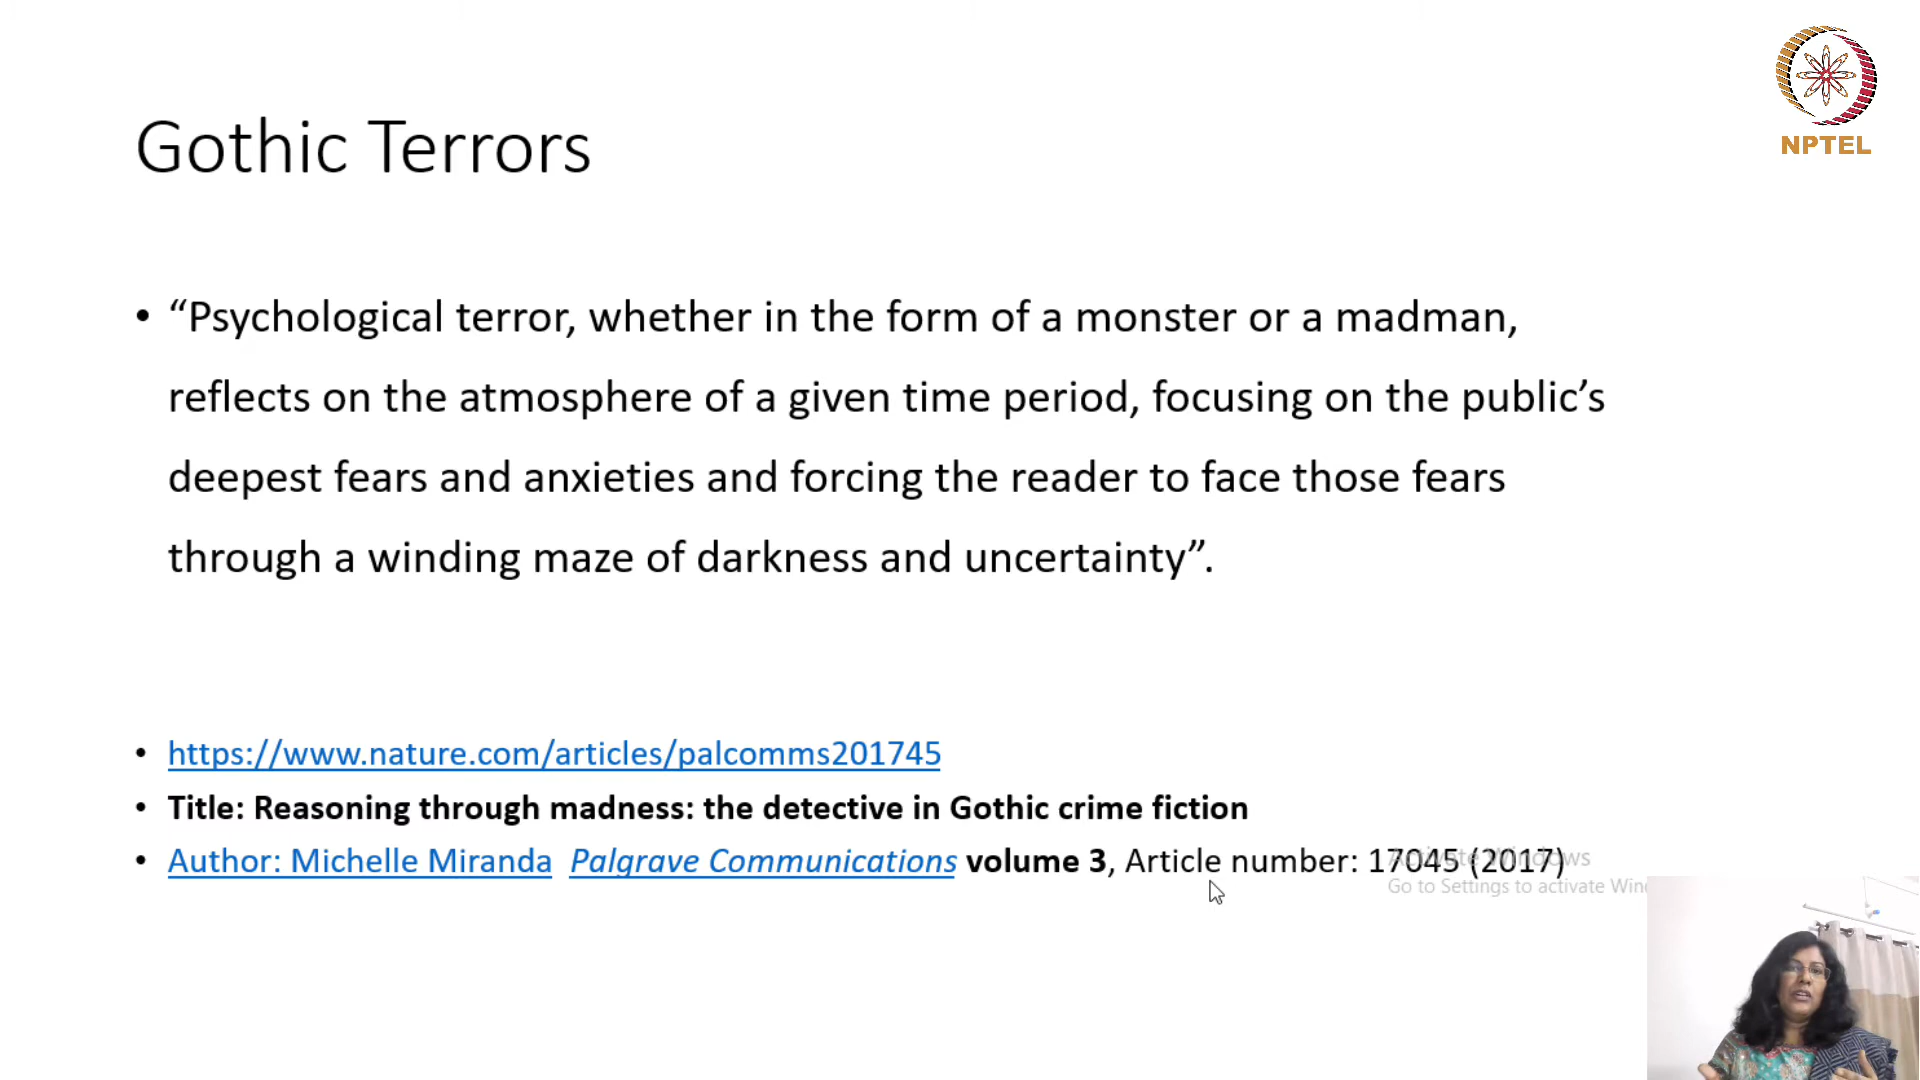 NPTEL
Gothic Terrors
• “Psychological terror, whether in the form of a monster or a madman,
reflects on the atmosphere of a given time period, focusing on the public’s
deepest fears and anxieties and forcing the reader to face those fears
through a winding maze of darkness and uncertainty”.
• https://www.nature.com/articles/palcomms201745
• Title: Reasoning through madness: the detective in Gothic crime fiction
• Author: Michelle Miranda Palgrave Communications volume 3, Article number: 17045 (2017)
Activate Windows
Go to Settings to activate Win